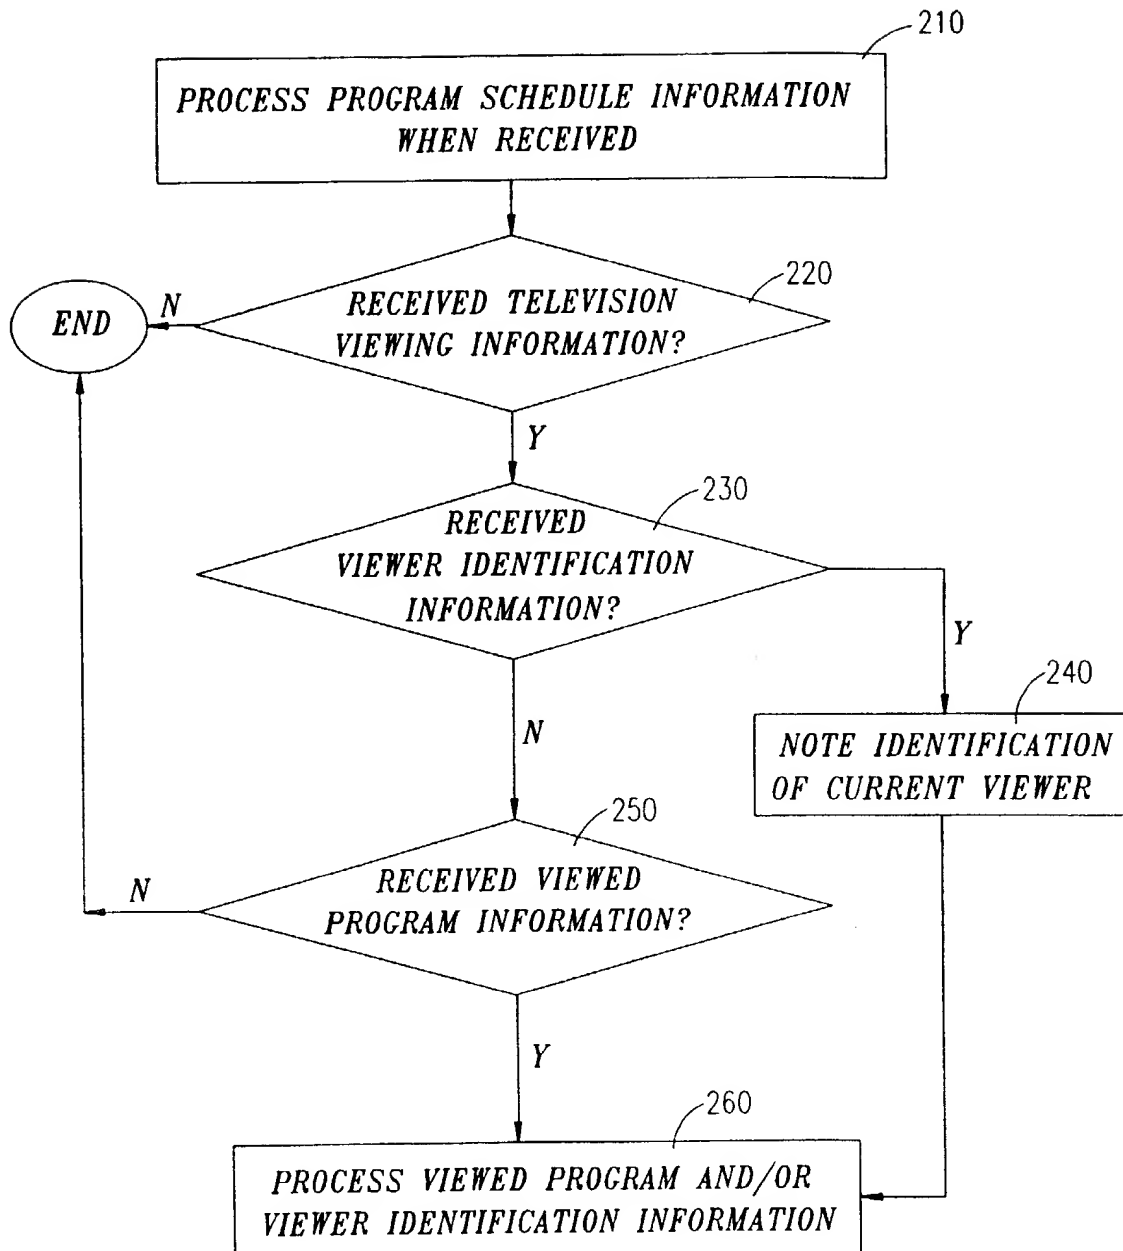 210
PROCESS PROGRAM SCHEDULE INFORMATION
WHEN RECEIVED
220
RECEIVED TELEVISION
VIEWING INFORMATION?
N
END
Y
230
RECEIVED
VIEWER IDENTIFICATION
INFORMATION?
Y
240
NOTE IDENTIFICATION
OF CURRENT VIEWER
N
250
RECEIVED VIEWED
PROGRAM INFORMATION?
N
Y
260
PROCESS VIEWED PROGRAM AND/OR
VIEWER IDENTIFICATION INFORMATION